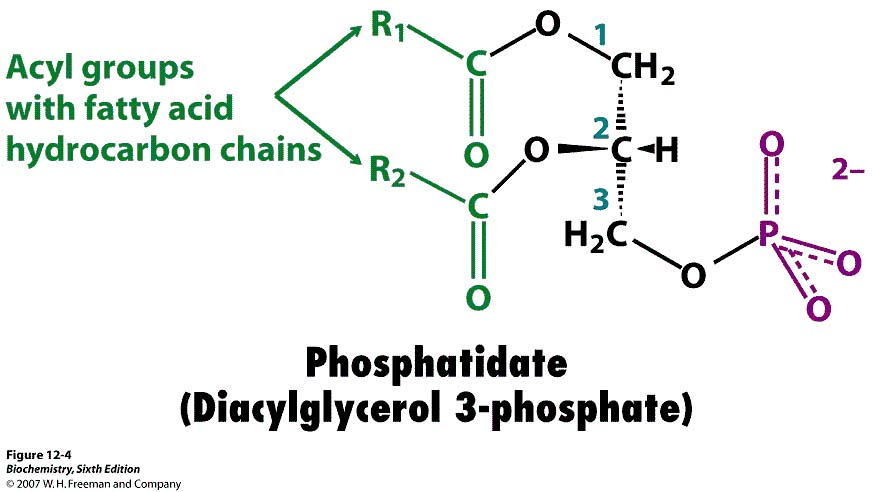 R1
O
1
Acyl groups
with fatty acid
hydrocarbon chains
C
CH2
O
2
O
C
H
R2
C
O
3
H2C
O
P
O
O
O
2–
Phosphatidate
(Diacylglycerol 3-phosphate)
Figure 12-4
Biochemistry, Sixth Edition
© 2007 W. H. Freeman and Company